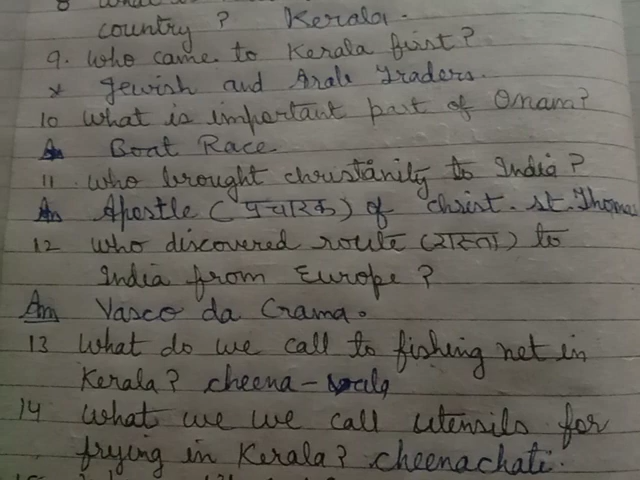 country ? Kerala.
9. Who came to Kerala first?
* Jewish and Arab Traders.
10 What is important part of Onam?
An Boat Race
11. Who brought christianity to India ?
An Apostle (प्रचारक) of christ. st. Thomas
12 Who discovered route (रास्ता) to
India from Europe ?
Ans Vasco da Grama.
13 What do we call to fishing net in
Kerala? cheena-
14 What we we call utensils for
frying in Kerala? cheenachati.